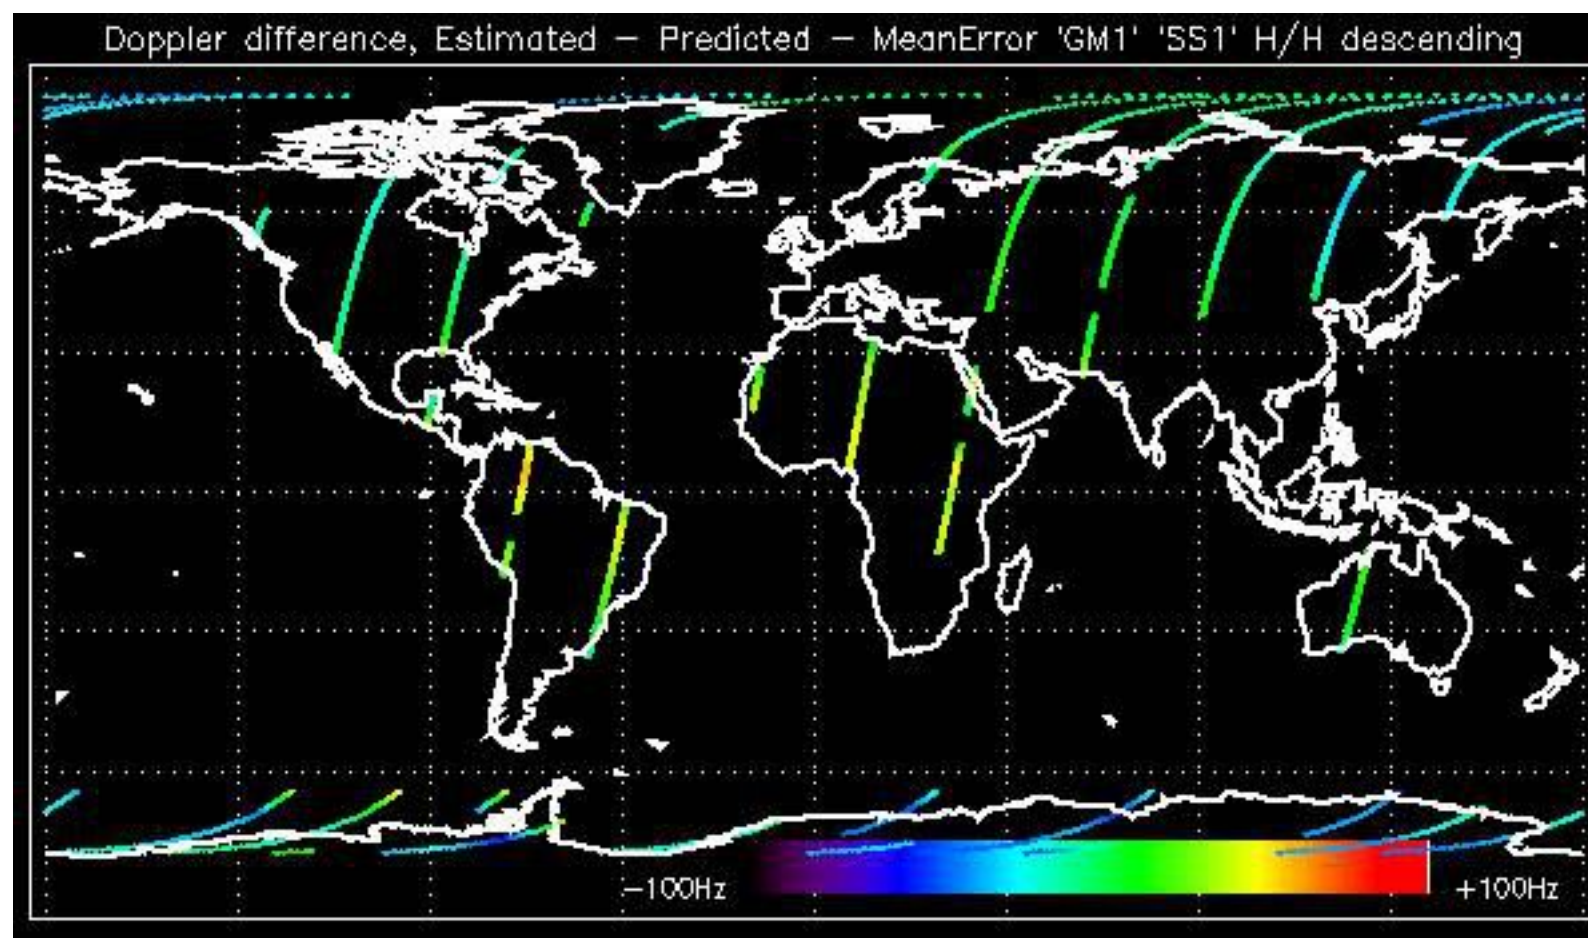 Doppler difference, Estimated − Predicted − MeanError 'GM1' 'SS1' H/H descending
−100Hz +100Hz